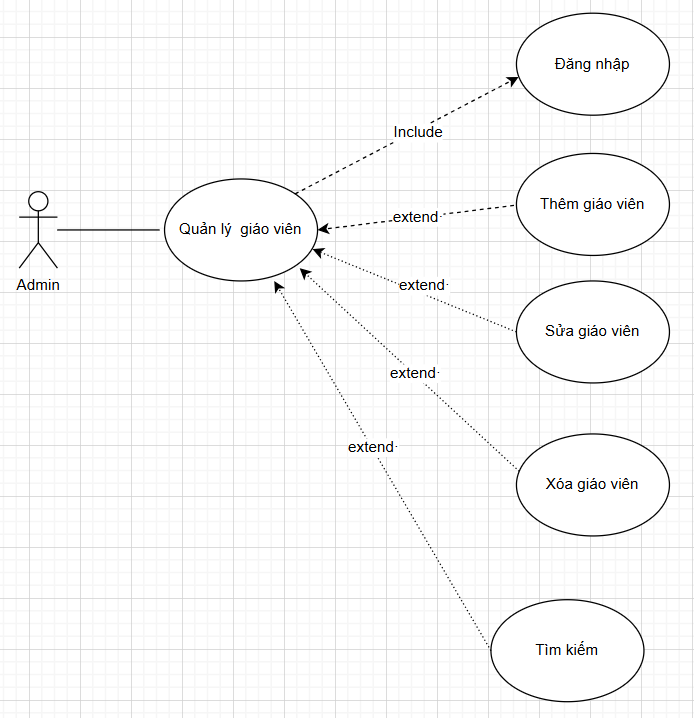 Đăng nhập
Include
Thêm giáo viên
extend
Quản lý giáo viên
Admin
extend
Sửa giáo viên
extend
extend
Xóa giáo viên
Tìm kiếm